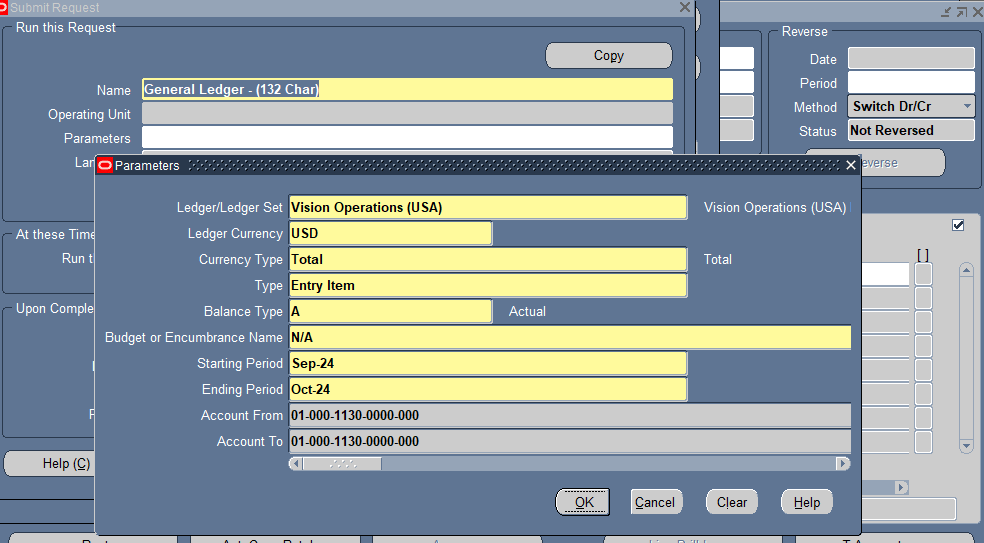 Submit Request
Run this Request
Copy
Name General Ledger - (132 Char)
Operating Unit
Parameters
Reverse
Date
Period
Method Switch Dr/Cr
Status Not Reversed
Parameters
Ledger/Ledger Set Vision Operations (USA) Vision Operations (USA)
Ledger Currency USD
Currency Type Total Total
Type Entry Item
Balance Type A Actual
Budget or Encumbrance Name N/A
Starting Period Sep-24
Ending Period Oct-24
Account From 01-000-1130-0000-000
Account To 01-000-1130-0000-000
OK Cancel Clear Help
At these Time
Run t
Upon Comple
Help (C)
[ ]